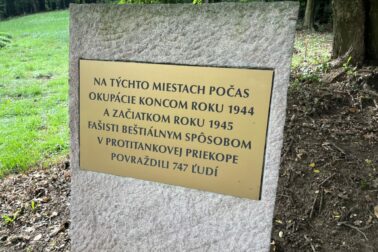 NA TÝCHTO MIESTACH POČAS
OKUPÁCIE KONCOM ROKU 1944
A ZAČIATKOM ROKU 1945
FAŠISTI BEŠTIÁLNYM SPÔSOBOM
V PROTITANKOVEJ PRIEKOPE
POVRAŽDILI 747 ĽUDÍ